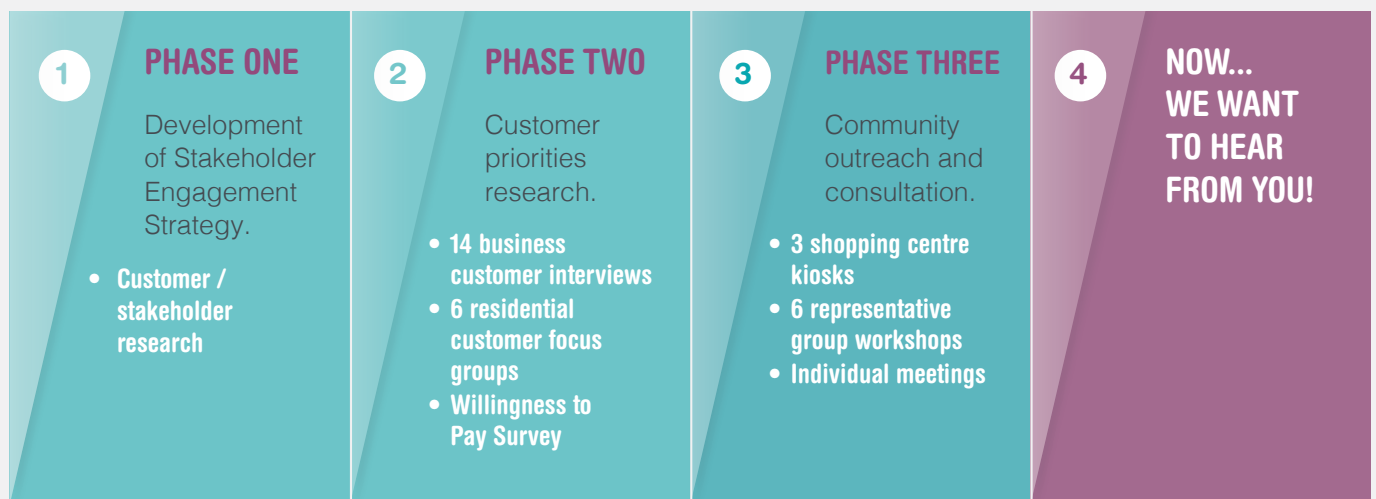 1
PHASE ONE
Development
of Stakeholder
Engagement
Strategy.
• Customer /
stakeholder
research
2
PHASE TWO
Customer
priorities
research.
• 14 business
customer interviews
• 6 residential
customer focus
groups
• Willingness to
Pay Survey
3
PHASE THREE
Community
outreach and
consultation.
• 3 shopping centre
kiosks
• 6 representative
group workshops
• Individual meetings
4
NOW...
WE WANT
TO HEAR
FROM YOU!